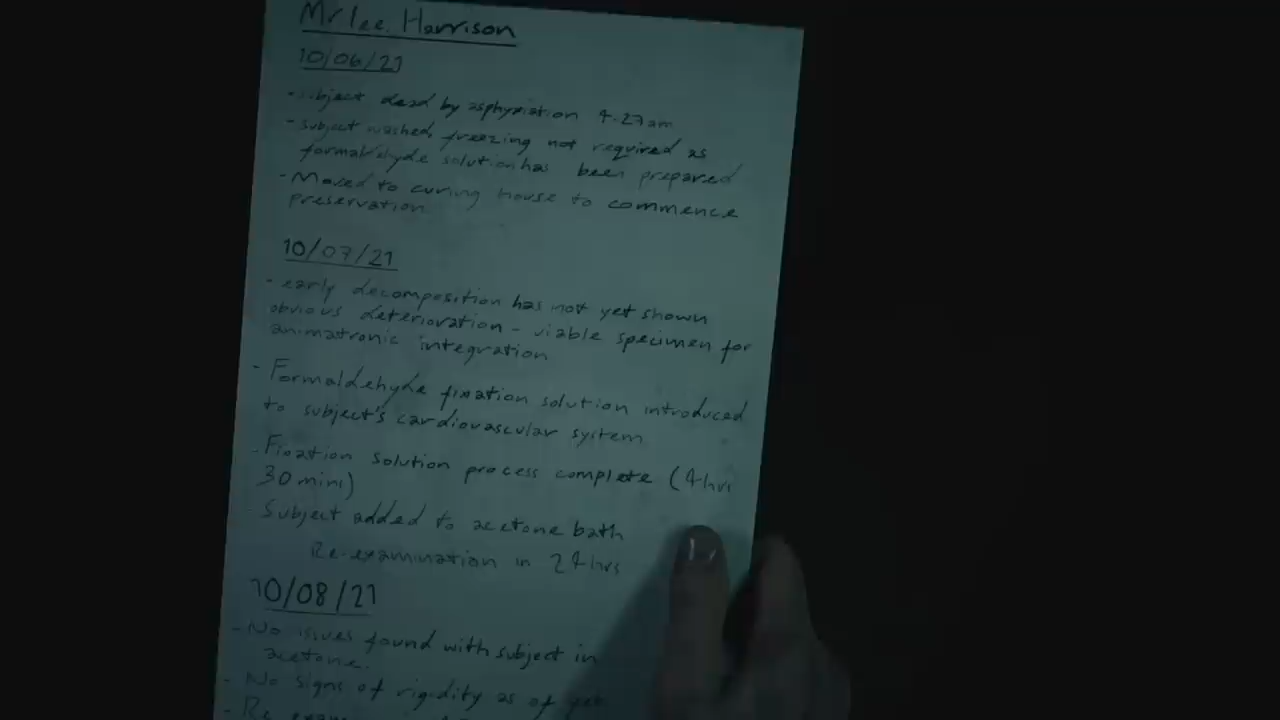 Mr lee. Harrison
10/06/21
- subject dead by asphyxiation 4.27am
- subject washed, freezing not required as
formaldehyde solution has been prepared
- Moved to curing house to commence
preservation
10/07/21
- early decomposition has not yet shown
obvious deterioration - viable specimen for
animatronic integration
- Formaldehyde fixation solution introduced
to subject's cardiovascular system
- Fixation solution process complete (4hrs
30mins)
Subject added to acetone bath
Re-examination in 24hrs
10/08/21
- No issues found with subject in
acetone.
- No signs of rigidity as of yet
- Re